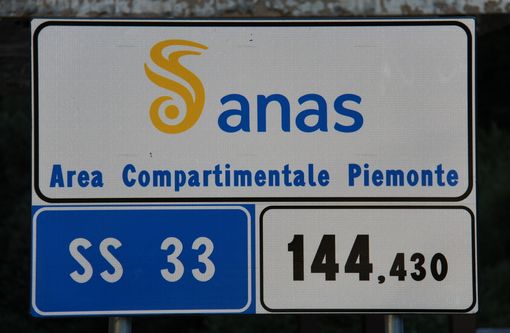 anas
Area Compartimentale Piemonte
SS 33
144,430